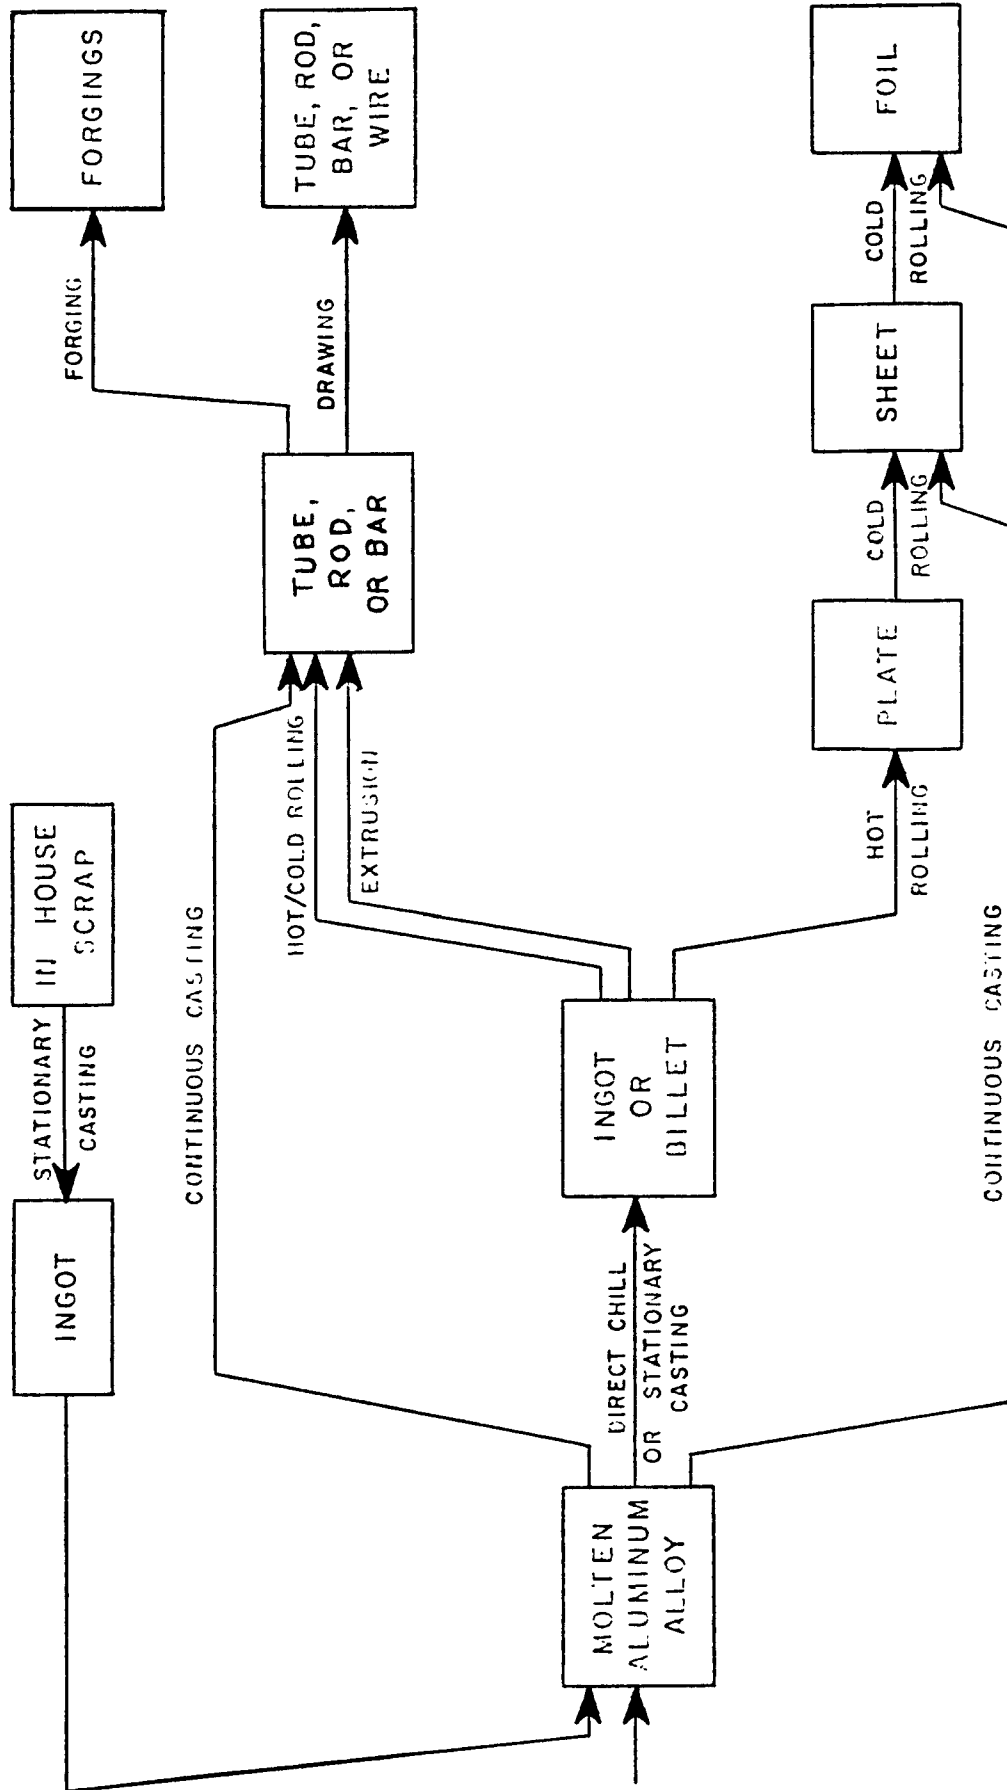 FORGINGS
TUBE, ROD,
BAR, OR
WIRE
FOIL
FORGING
DRAWING
COLD
ROLLING
SHEET
TUBE,
ROD,
OR BAR
COLD
ROLLING
PLATE
IN HOUSE
SCRAP
HOT/COLD ROLLING
EXTRUSION
HOT
ROLLING
STATIONARY
CASTING
CONTINUOUS CASTING
INGOT
OR
BILLET
CONTINUOUS CASTING
INGOT
DIRECT CHILL
OR STATIONARY
CASTING
MOLTEN
ALUMINUM
ALLOY